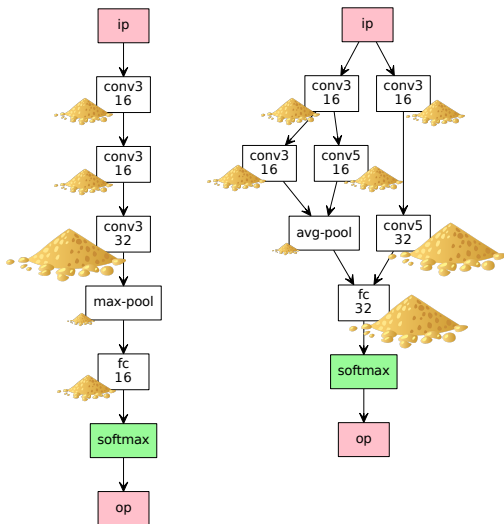 ip
conv3
16
conv3
16
conv3
32
max-pool
fc
16
softmax
op
ip
conv3
16
conv3
16
conv3
16
conv5
16
avg-pool
conv5
32
fc
32
softmax
op